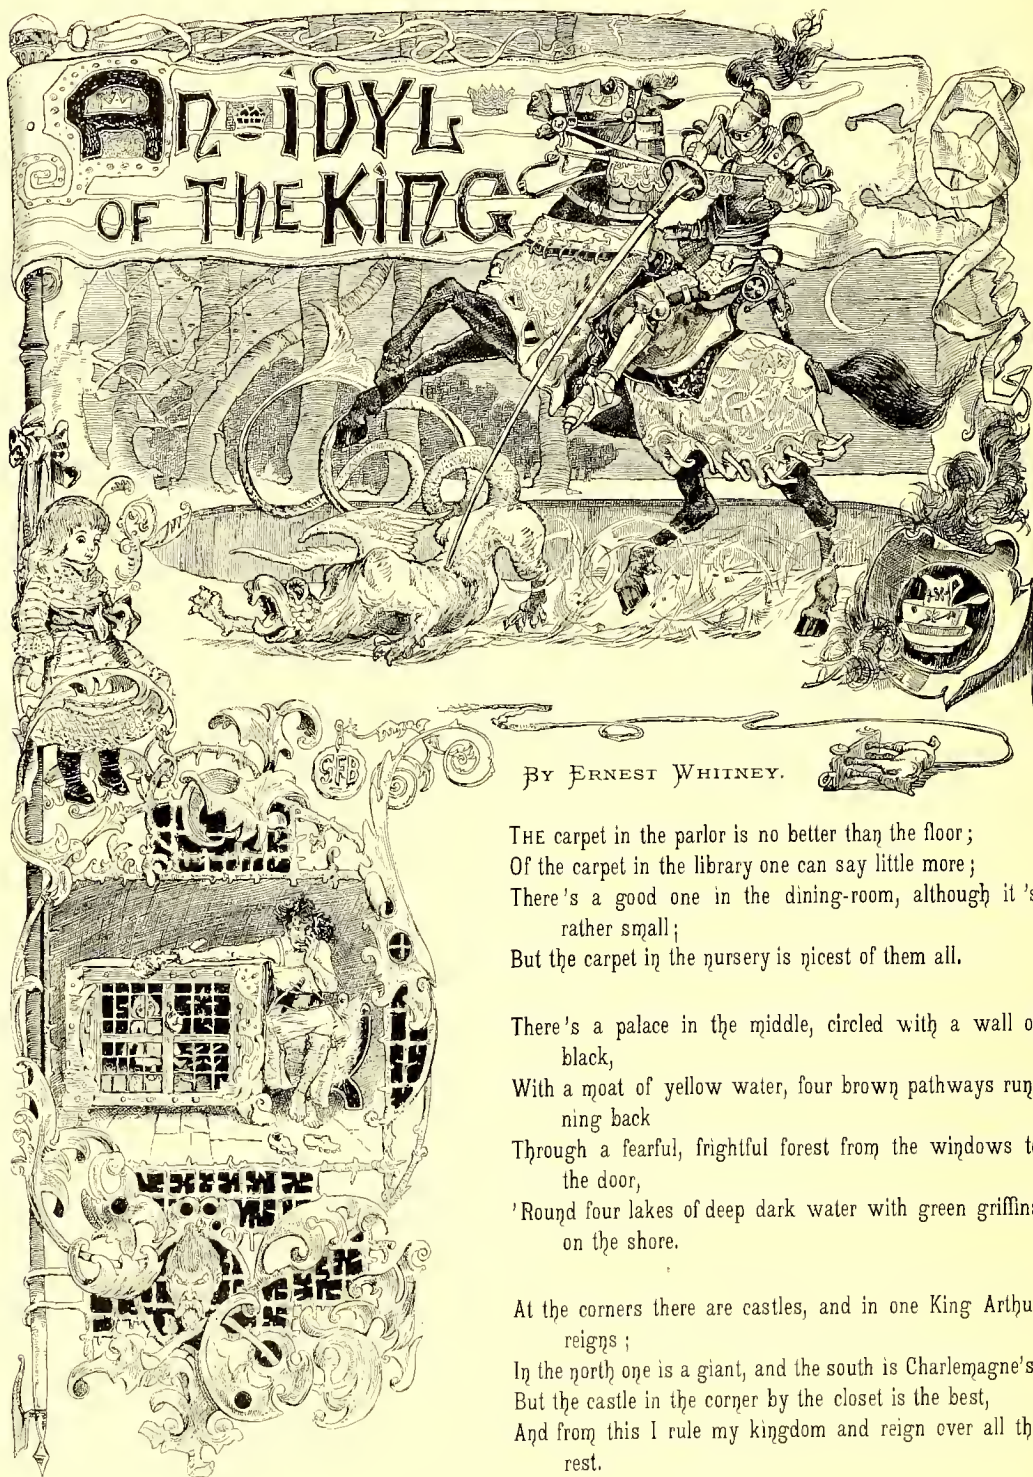 An IDYL
OF THE KING
SFB
BY ERNEST WHITNEY.
THE carpet in the parlor is no better than the floor;
Of the carpet in the library one can say little more;
There's a good one in the dining-room, although it 's
rather small;
But the carpet in the nursery is nicest of them all.
There's a palace in the middle, circled with a wall o
black,
With a moat of yellow water, four brown pathways run
ning back
Through a fearful, frightful forest from the windows t
the door,
'Round four lakes of deep dark water with green griffins
on the shore.
At the corners there are castles, and in one King Arthu
reigns;
In the north one is a giant, and the south is Charlemagne's
But the castle in the corner by the closet is the best,
And from this I rule my kingdom and reign over all th
rest.